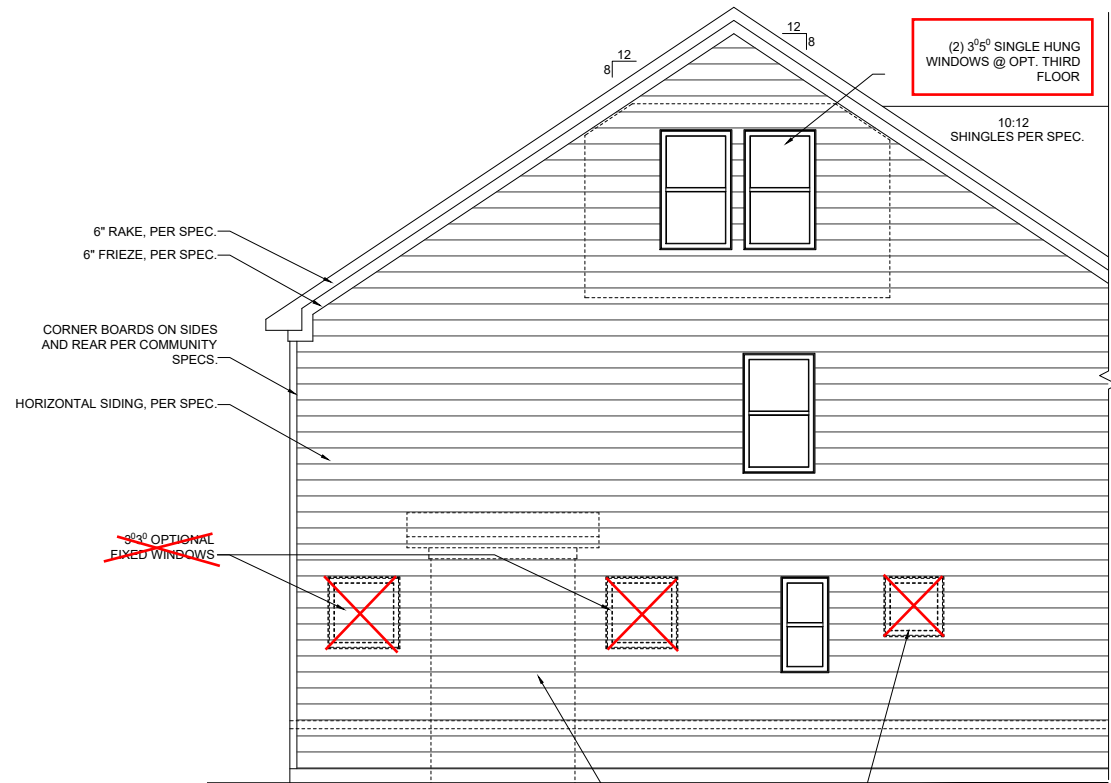 12
8
12
8
(2) 3⁰5⁰ SINGLE HUNG
WINDOWS @ OPT. THIRD
FLOOR
10:12
SHINGLES PER SPEC.
6" RAKE, PER SPEC.
6" FRIEZE, PER SPEC.
CORNER BOARDS ON SIDES
AND REAR PER COMMUNITY
SPECS.
HORIZONTAL SIDING, PER SPEC.
3⁰3⁰ OPTIONAL
FIXED WINDOWS